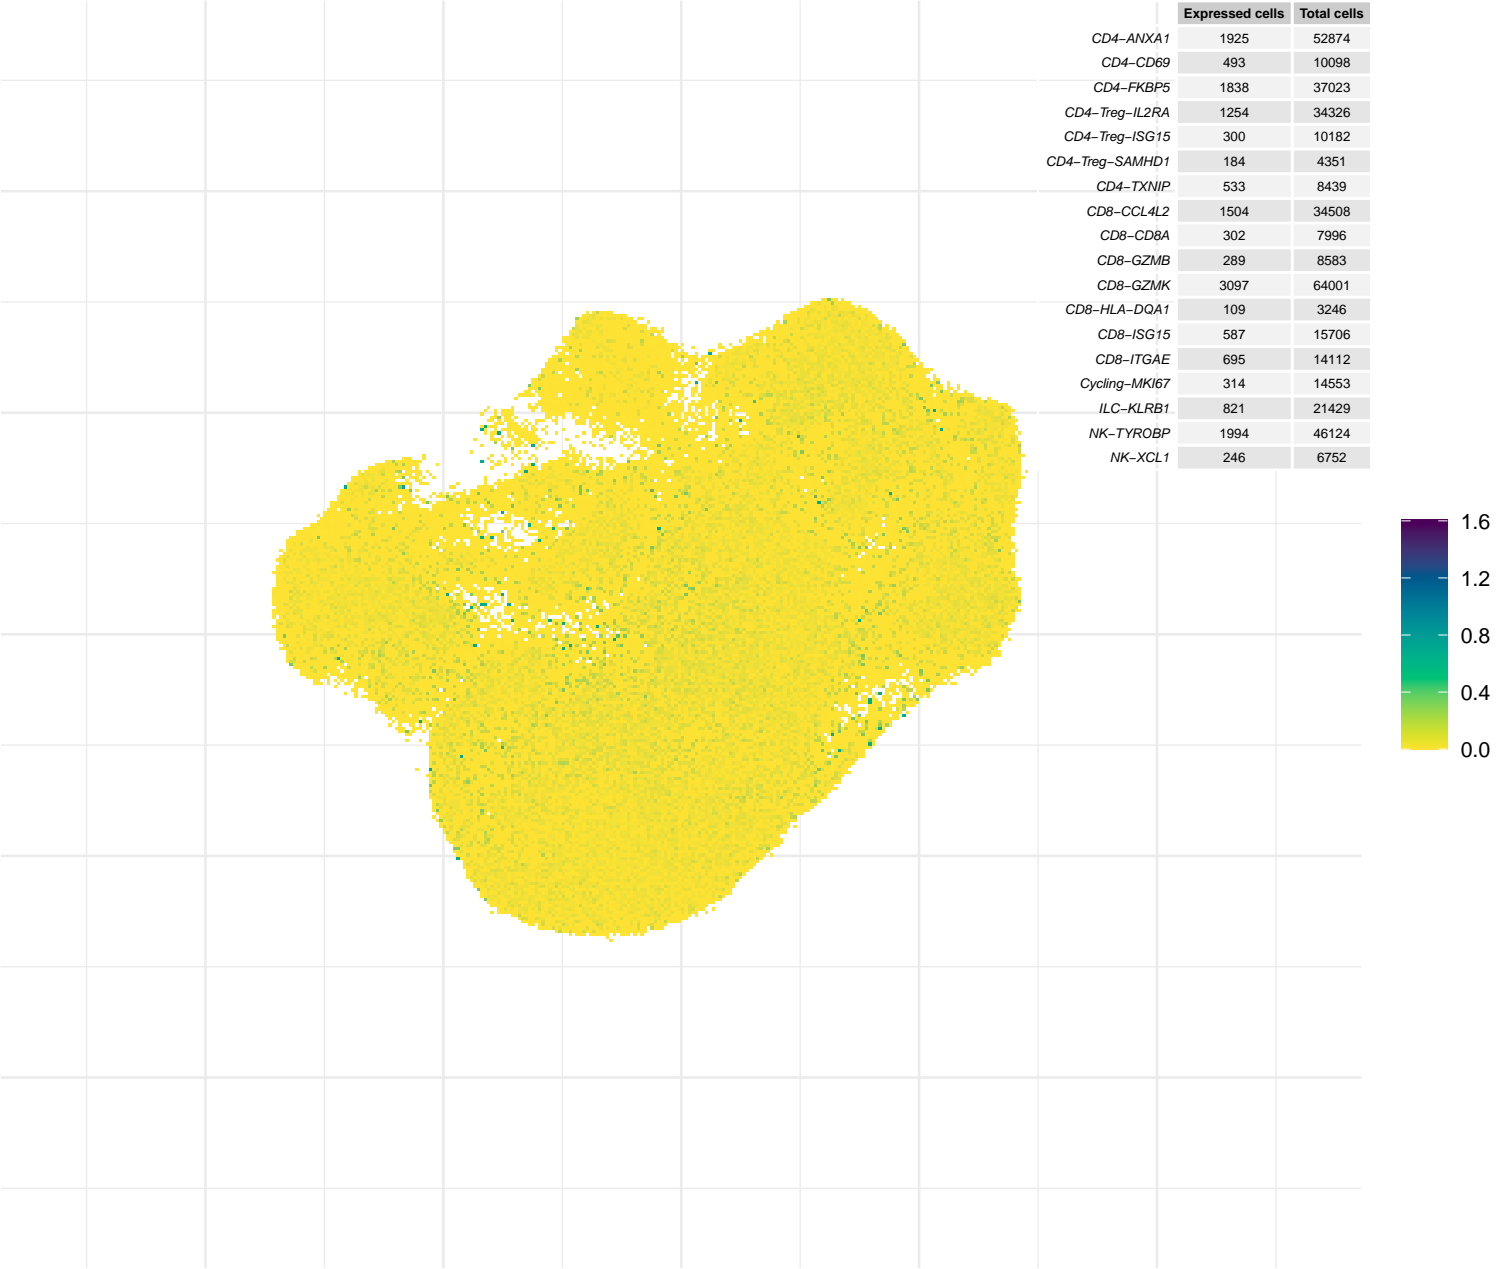 Expressed cells Total cells
CD4−ANXA1 1925 52874
CD4−CD69 493 10098
CD4−FKBP5 1838 37023
CD4−Treg−IL2RA 1254 34326
CD4−Treg−ISG15 300 10182
CD4−Treg−SAMHD1 184 4351
CD4−TXNIP 533 8439
CD8−CCL4L2 1504 34508
CD8−CD8A 302 7996
CD8−GZMB 289 8583
CD8−GZMK 3097 64001
CD8−HLA−DQA1 109 3246
CD8−ISG15 587 15706
CD8−ITGAE 695 14112
Cycling−MKI67 314 14553
ILC−KLRB1 821 21429
NK−TYROBP 1994 46124
NK−XCL1 246 6752
1.6
1.2
0.8
0.4
0.0